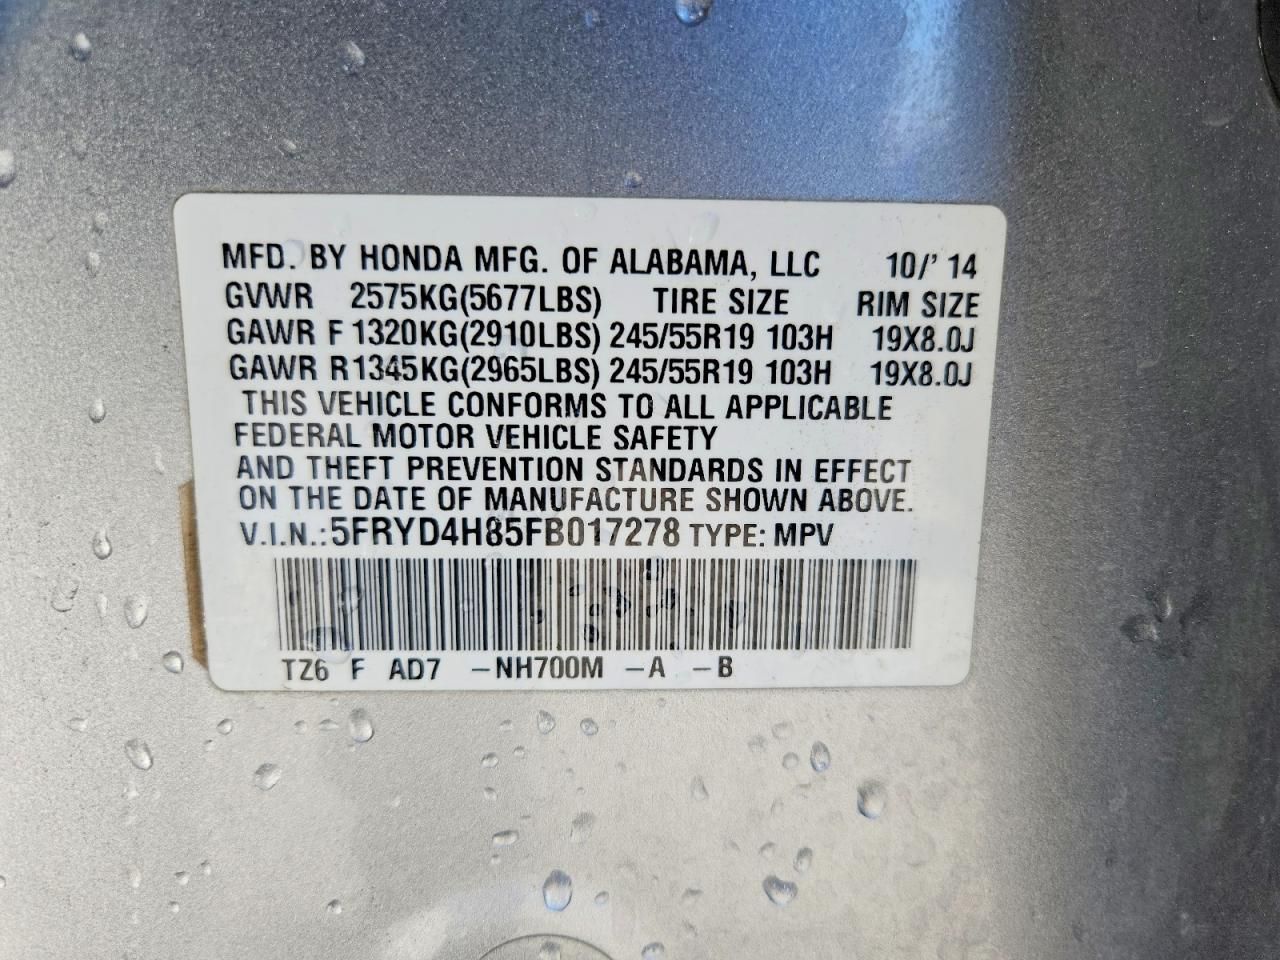 MFD. BY HONDA MFG. OF ALABAMA, LLC 10/' 14
GVWR 2575KG(5677LBS) TIRE SIZE RIM SIZE
GAWR F 1320KG(2910LBS) 245/55R19 103H 19X8.0J
GAWR R1345KG(2965LBS) 245/55R19 103H 19X8.0J
THIS VEHICLE CONFORMS TO ALL APPLICABLE
FEDERAL MOTOR VEHICLE SAFETY
AND THEFT PREVENTION STANDARDS IN EFFECT
ON THE DATE OF MANUFACTURE SHOWN ABOVE.
V.I.N.:5FRYD4H85FB017278 TYPE: MPV
TZ6 F AD7 -NH700M -A -B